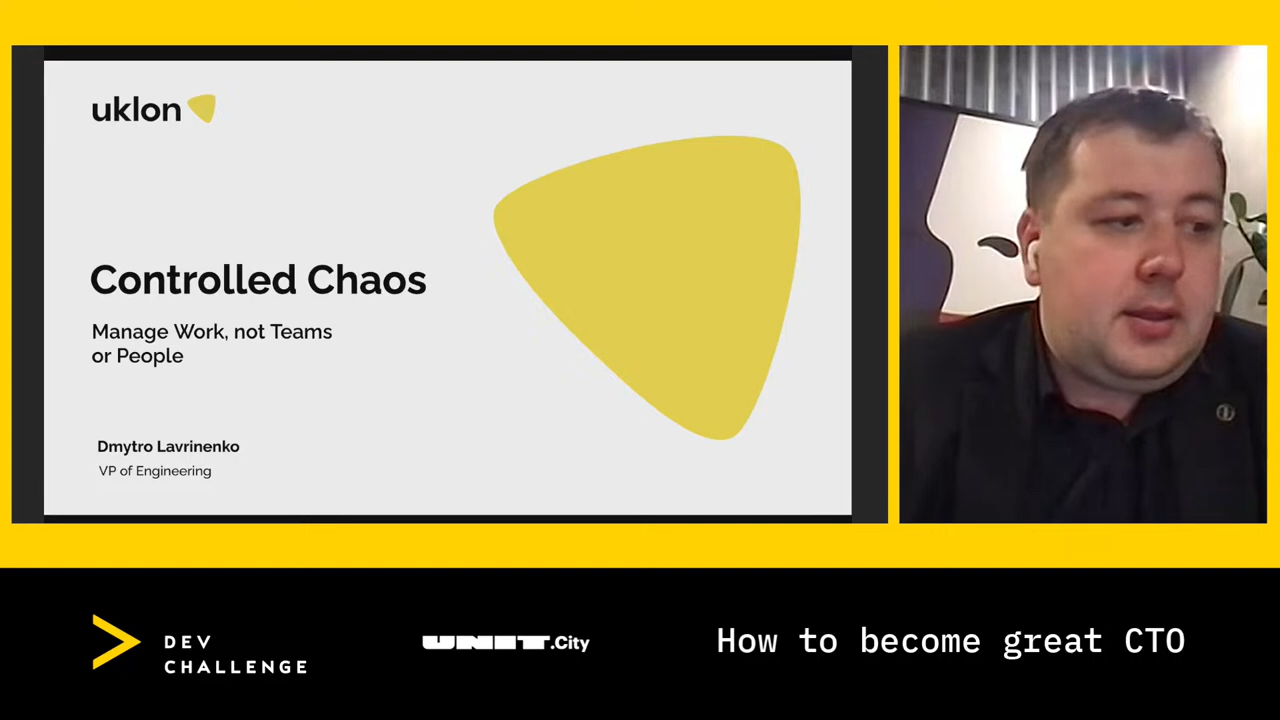 uklon
Controlled Chaos
Manage Work, not Teams
or People
Dmytro Lavrinenko
VP of Engineering
DEV
CHALLENGE
UNIT.City
How to become great CTO